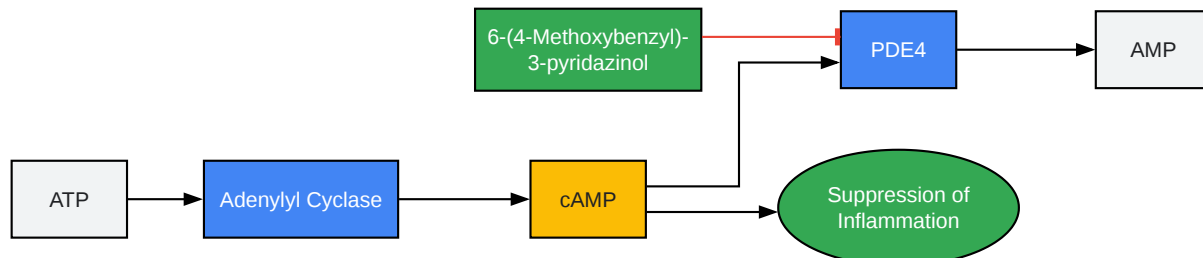 6-(4-Methoxybenzyl)-
3-pyridazinol
PDE4
AMP
ATP
Adenylyl Cyclase
cAMP
Suppression of
Inflammation